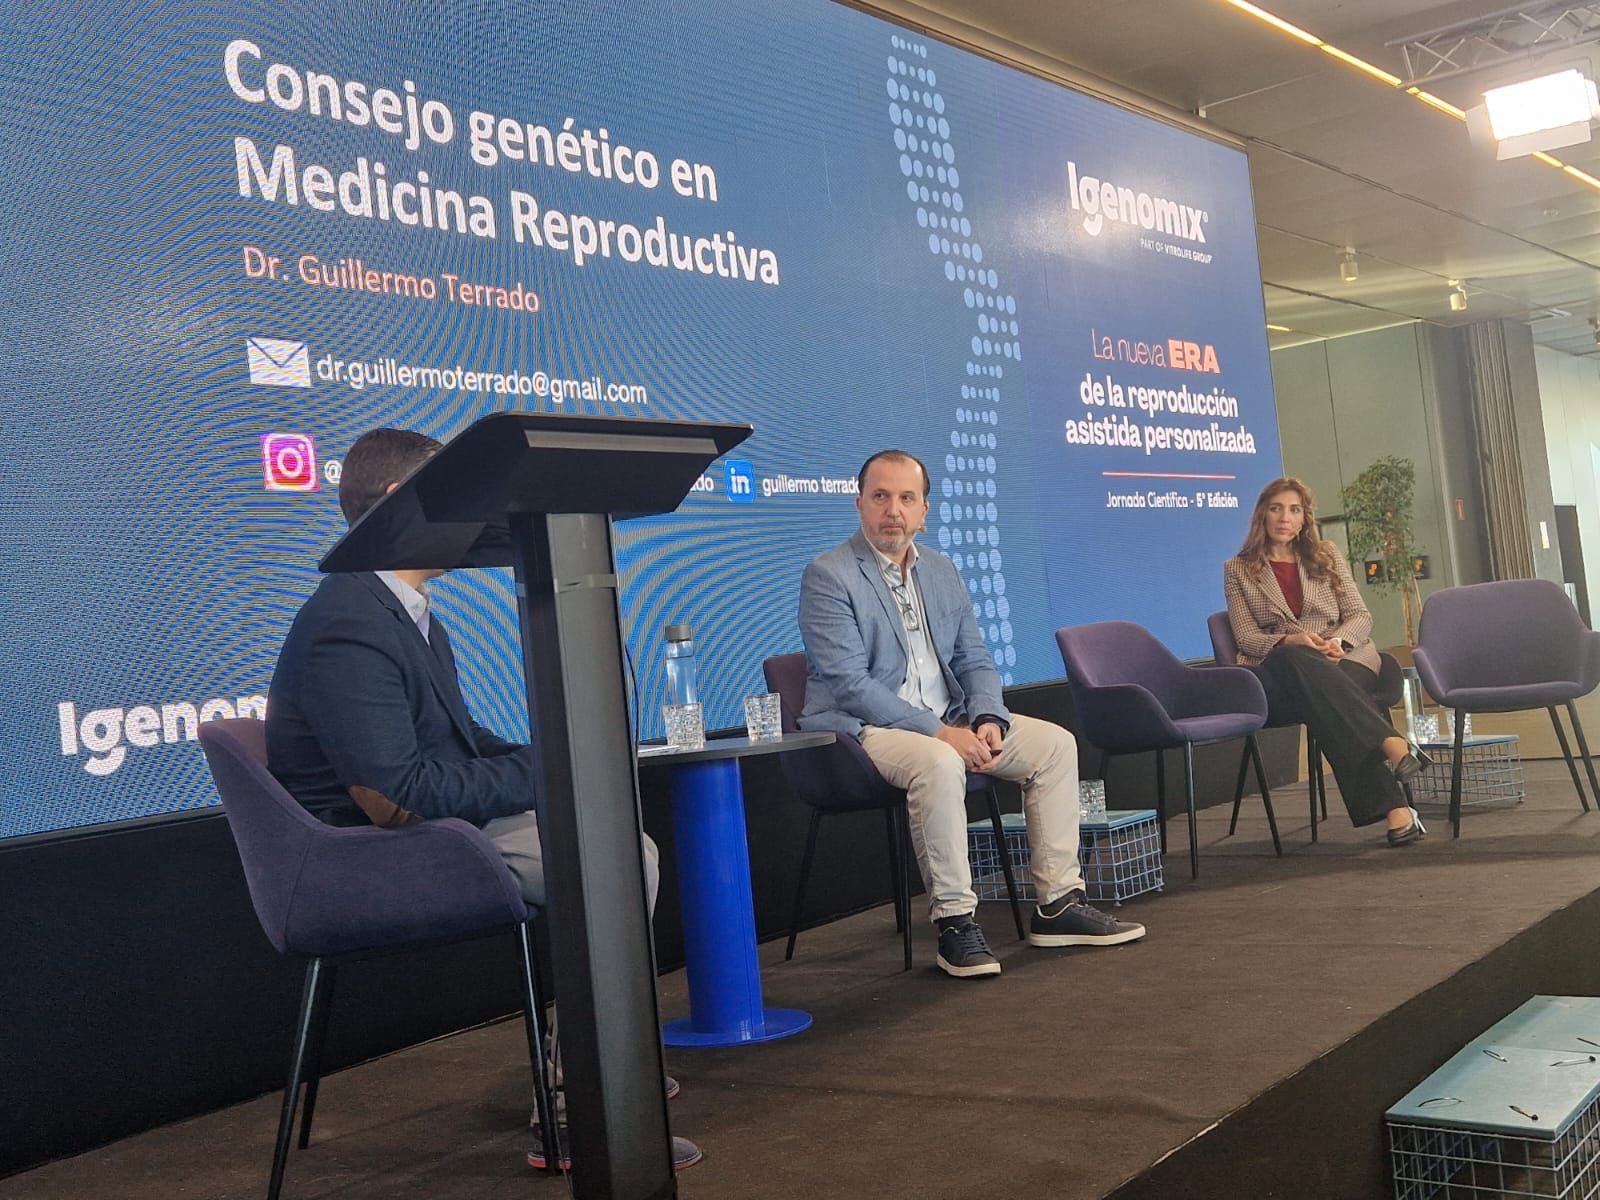 Consejo genético en
Medicina Reproductiva
Dr. Guillermo Terrado
dr.guillermoterrado@gmail.com
@
in guillermo
Igenomix®
PART OF VITROLIFE GROUP
La nueva ERA
de la reproducción
asistida personalizada
Jornada Científica - 5ª Edición